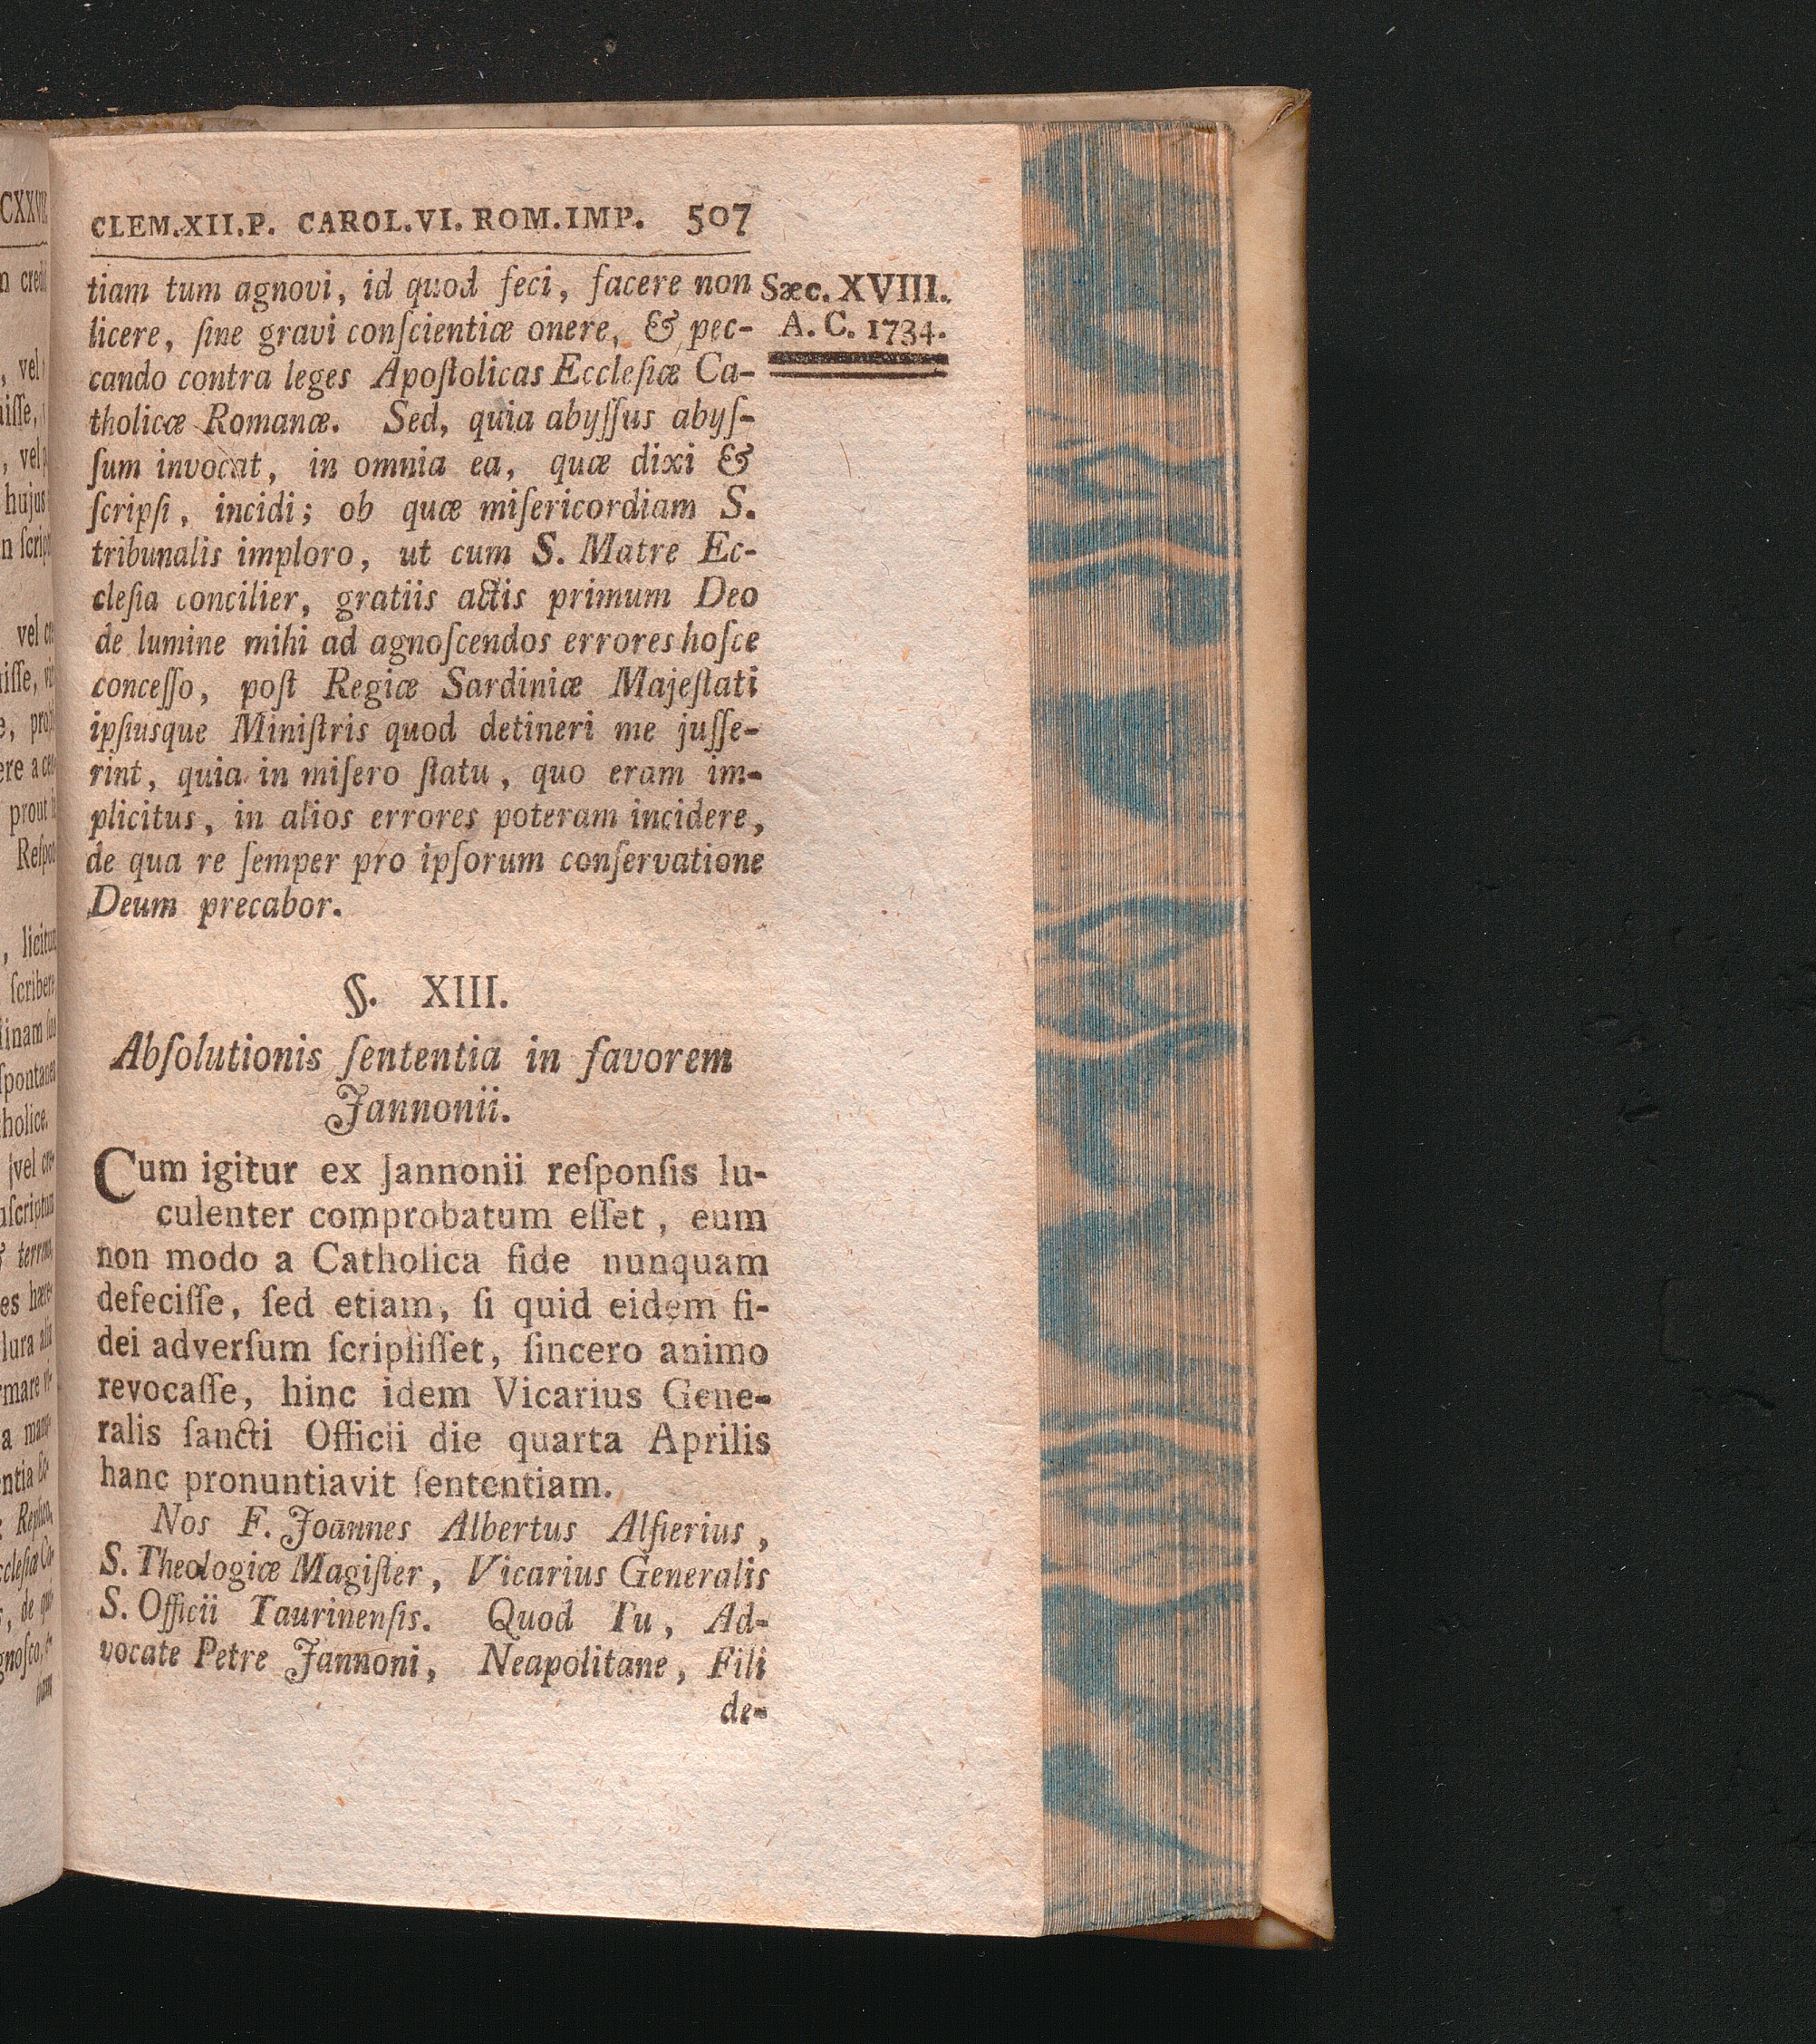 CLEM.XII.P. CAROL.VI. ROM.IMP. 507
tiam tum agnovi, id quod feci, facere non
licere, ſine gravi conſcientiæ onere, & pec-
cando contra leges Apoſtolicas Eccleſiæ Ca-
tholicæ Romanæ. Sed, quia abyſſus abyſ-
ſum invocat, in omnia ea, quæ dixi &
ſcripſi, incidi; ob quæ miſericordiam S.
tribunalis imploro, ut cum S. Matre Ec-
cleſia concilier, gratiis actis primum Deo
de lumine mihi ad agnoſcendos errores hoſce
conceſſo, poſt Regiæ Sardiniæ Majeſtati
ipſiusque Miniſtris quod detineri me juſſe-
rint, quia in miſero ſtatu, quo eram im-
plicitus, in alios errores poteram incidere,
de qua re ſemper pro ipſorum conſervatione
Deum precabor.
Sæc. XVIII.
A. C. 1734.
§. XIII.
Abſolutionis ſententia in favorem
Jannonii.
Cum igitur ex Jannonii reſponſis lu-
culenter comprobatum eſſet, eum
non modo a Catholica fide nunquam
defeciſſe, ſed etiam, ſi quid eidem fi-
dei adverſum ſcripſiſſet, ſincero animo
revocaſſe, hinc idem Vicarius Gene-
ralis ſancti Officii die quarta Aprilis
hanc pronuntiavit ſententiam.
Nos F. Joannes Albertus Alfierius,
S. Theologiæ Magiſter, Vicarius Generalis
S. Officii Taurinenſis. Quod Tu, Ad-
vocate Petre Jannoni, Neapolitane, Fili
de-